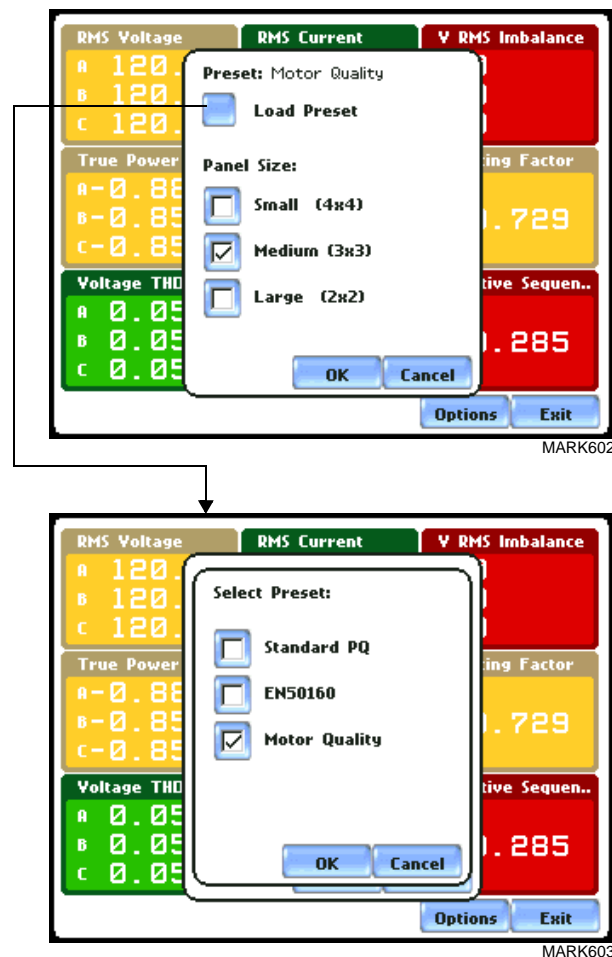 RMS Voltage RMS Current V RMS Imbalance
A 120.
B 120.
C 120.
Preset: Motor Quality
Load Preset
True Power ing Factor
A-0.88
B-0.85
C-0.85
.729
Panel Size:
Small (4x4)
Medium (3x3)
Large (2x2)
Voltage THD tive Sequen..
A 0.05
B 0.05
C 0.05
.285
OK Cancel
Options Exit
MARK602
RMS Voltage RMS Current V RMS Imbalance
A 120.
B 120.
C 120.
Select Preset:
Standard PQ
EN50160
Motor Quality
True Power ing Factor
A-0.88
B-0.85
C-0.85
.729
Voltage THD tive Sequen..
A 0.05
B 0.05
C 0.05
.285
OK Cancel
Options Exit
MARK603